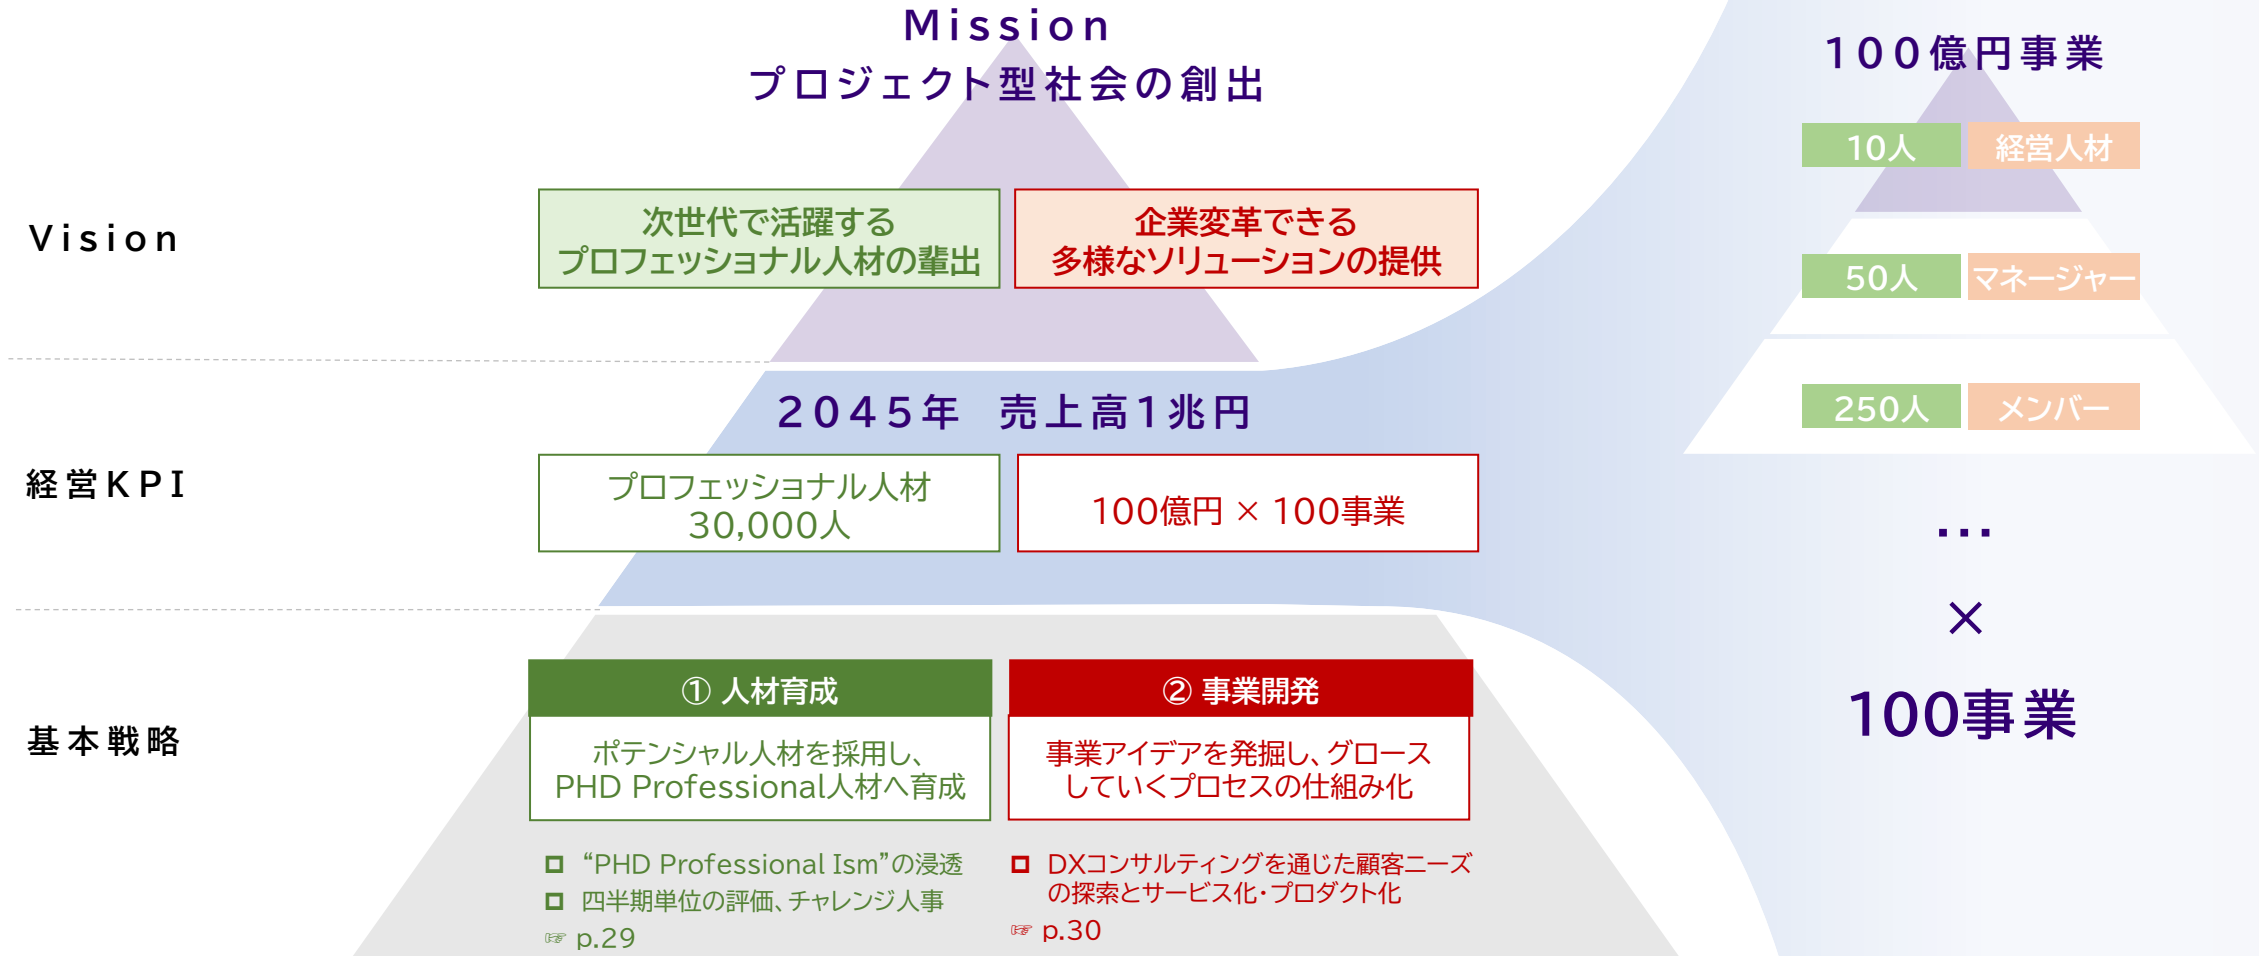 Mission
プロジェクト型社会の創出
Vision
次世代で活躍する
プロフェッショナル人材の輩出
企業変革できる
多様なソリューションの提供
2045年 売上高1兆円
経営KPI
プロフェッショナル人材
30,000人
100億円 × 100事業
基本戦略
① 人材育成
ポテンシャル人材を採用し、
PHD Professional人材へ育成
“PHD Professional Ism”の浸透
四半期単位の評価、チャレンジ人事
☞ p.29
② 事業開発
事業アイデアを発掘し、グロース
していくプロセスの仕組み化
DXコンサルティングを通じた顧客ニーズ
の探索とサービス化・プロダクト化
☞ p.30
100億円事業
10人 経営人材
50人 マネージャー
250人 メンバー
…
×
100事業